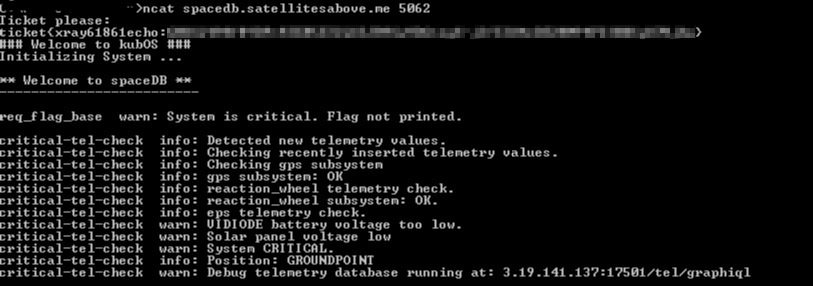 >ncat spacedb.satellitesabove.me 5062
Ticket please:
ticket{xray61861echo:}
### Welcome to kubOS ###
Initializing System ...
** Welcome to spaceDB **
-------------------------
req_flag_base  warn: System is critical. Flag not printed.
critical-tel-check  info: Detected new telemetry values.
critical-tel-check  info: Checking recently inserted telemetry values.
critical-tel-check  info: Checking gps subsystem
critical-tel-check  info: gps subsystem: OK
critical-tel-check  info: reaction_wheel telemetry check.
critical-tel-check  info: reaction_wheel subsystem: OK.
critical-tel-check  info: eps telemetry check.
critical-tel-check  warn: VIDIODE battery voltage too low.
critical-tel-check  warn: Solar panel voltage low
critical-tel-check  warn: System CRITICAL.
critical-tel-check  info: Position: GROUNDPOINT
critical-tel-check  warn: Debug telemetry database running at: 3.19.141.137:17501/tel/graphiql